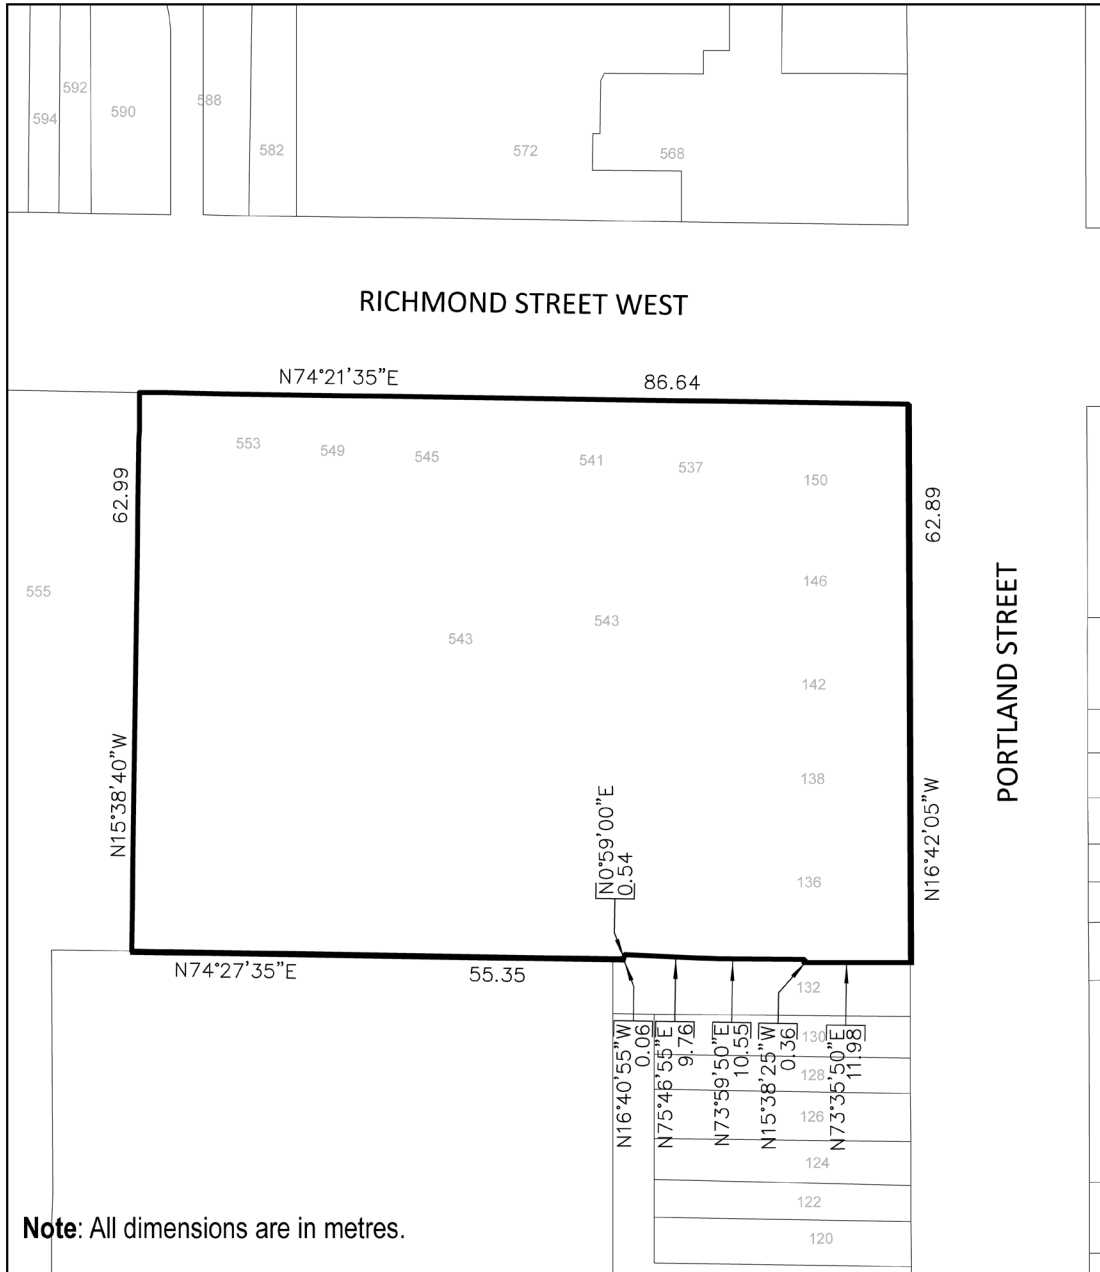 592
588
594
590
582
572
568
RICHMOND STREET WEST
N74°21'35"E
86.64
553
549
545
541
537
150
62.99
62.89
555
146
543
543
PORTLAND STREET
142
N15°38'40"W
138
N0°59'00"E
0.54
N16°42'05"W
136
N74°27'35"E
55.35
132
N16°40'55"W
0.06
N75°46'55"E
9.76
N73°59'50"E
10.55
N15°38'25"W
0.36
N73°35'50"E
11.98
130
128
126
124
122
120
Note: All dimensions are in metres.